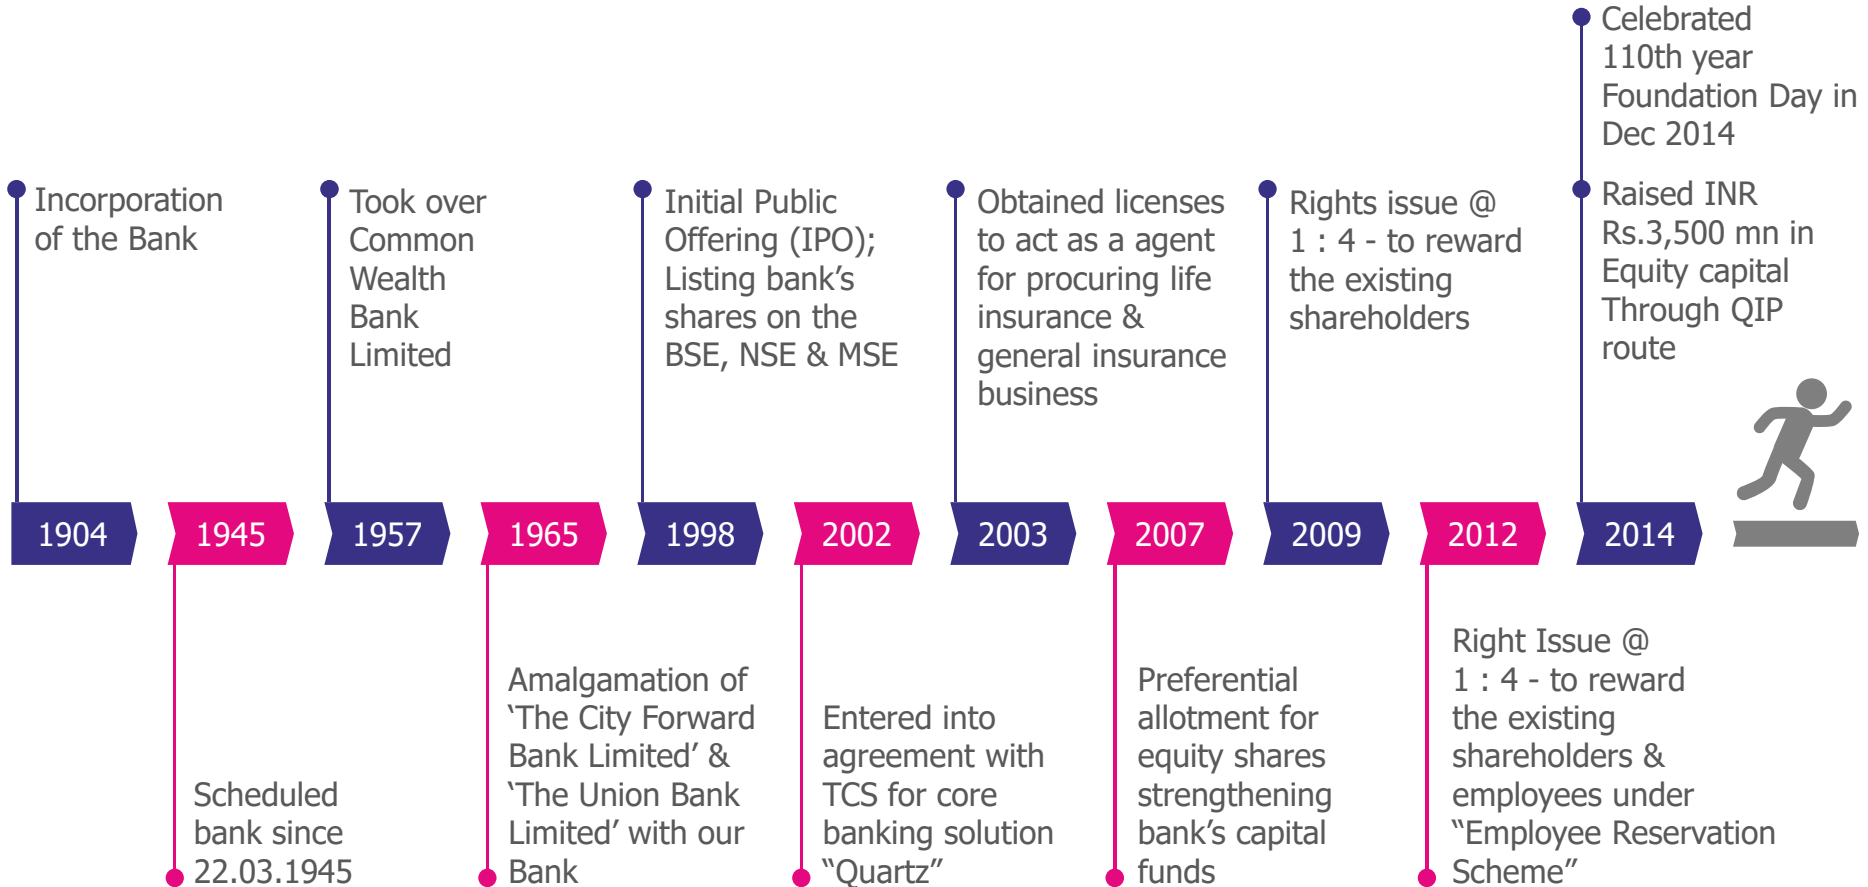 Celebrated
110th year
Foundation Day in
Dec 2014
Incorporation
of the Bank
Took over
Common
Wealth
Bank
Limited
Initial Public
Offering (IPO);
Listing bank’s
shares on the
BSE, NSE & MSE
Obtained licenses
to act as a agent
for procuring life
insurance &
general insurance
business
Rights issue @
1 : 4 - to reward
the existing
shareholders
Raised INR
Rs.3,500 mn in
Equity capital
Through QIP
route
1904
1945
1957
1965
1998
2002
2003
2007
2009
2012
2014
Scheduled
bank since
22.03.1945
Amalgamation of
‘The City Forward
Bank Limited’ &
‘The Union Bank
Limited’ with our
Bank
Entered into
agreement with
TCS for core
banking solution
“Quartz”
Preferential
allotment for
equity shares
strengthening
bank’s capital
funds
Right Issue @
1 : 4 - to reward
the existing
shareholders &
employees under
“Employee Reservation
Scheme”